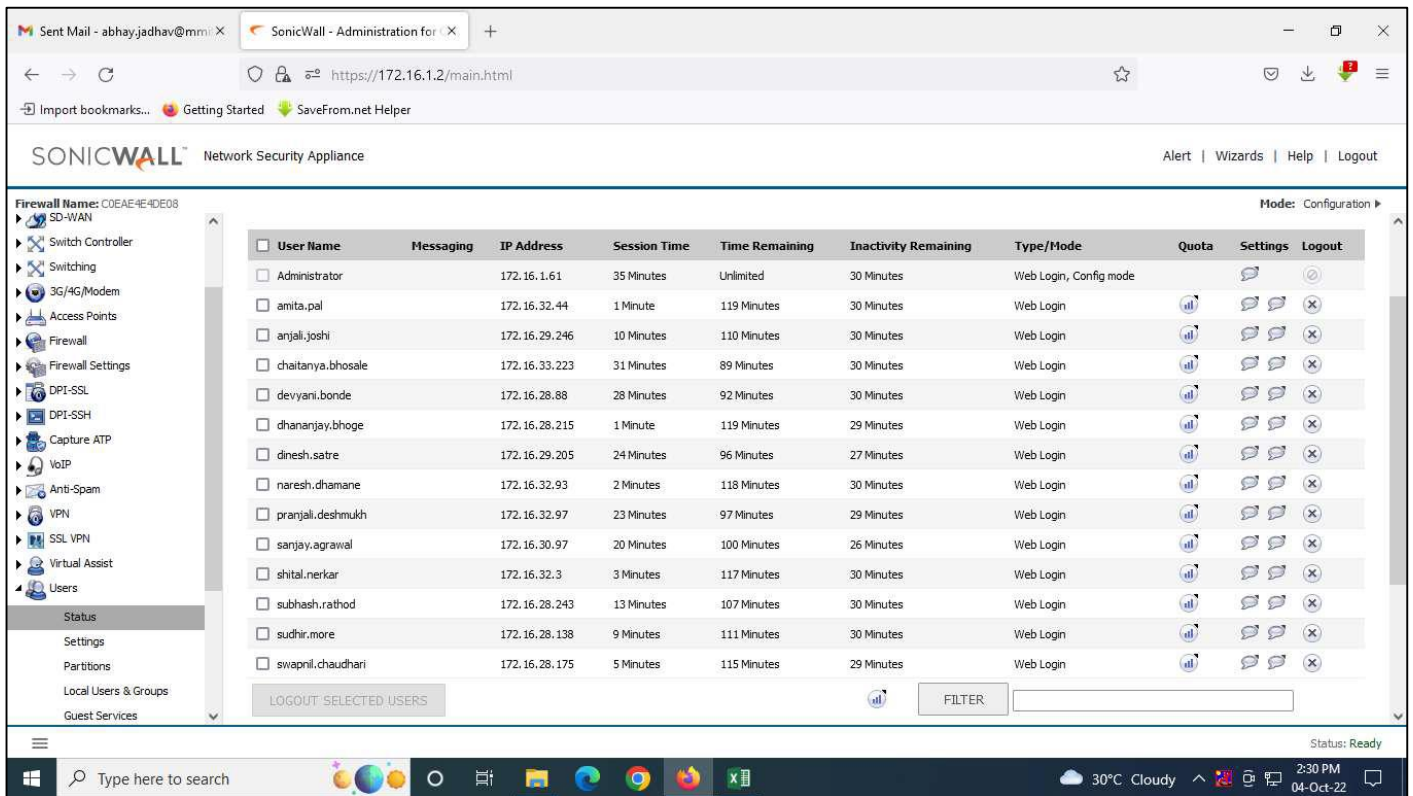 Sent Mail - abhay.jadhav@mmi
SonicWall - Administration for
https://172.16.1.2/main.html
Import bookmarks... Getting Started SaveFrom.net Helper
SONICWALL Network Security Appliance
Alert | Wizards | Help | Logout
Firewall Name: C0EAE4E4DE08
Mode: Configuration
SD-WAN
Switch Controller
Switching
3G/4G/Modem
Access Points
Firewall
Firewall Settings
DPI-SSL
DPI-SSH
Capture ATP
VoIP
Anti-Spam
VPN
SSL VPN
Virtual Assist
Users
Status
Settings
Partitions
Local Users & Groups
Guest Services
User Name Messaging IP Address Session Time Time Remaining Inactivity Remaining Type/Mode Quota Settings Logout
Administrator 172.16.1.61 35 Minutes Unlimited 30 Minutes Web Login, Config mode
amita.pal 172.16.32.44 1 Minute 119 Minutes 30 Minutes Web Login
anjali.joshi 172.16.29.246 10 Minutes 110 Minutes 30 Minutes Web Login
chaitanya.bhosale 172.16.33.223 31 Minutes 89 Minutes 30 Minutes Web Login
devyani.bonde 172.16.28.88 28 Minutes 92 Minutes 30 Minutes Web Login
dhananjay.bhoge 172.16.28.215 1 Minute 119 Minutes 29 Minutes Web Login
dinesh.satre 172.16.29.205 24 Minutes 96 Minutes 27 Minutes Web Login
naresh.dhamane 172.16.32.93 2 Minutes 118 Minutes 30 Minutes Web Login
pranjali.deshmukh 172.16.32.97 23 Minutes 97 Minutes 29 Minutes Web Login
sanjay.agrawal 172.16.30.97 20 Minutes 100 Minutes 26 Minutes Web Login
shital.nerkar 172.16.32.3 3 Minutes 117 Minutes 30 Minutes Web Login
subhash.rathod 172.16.28.243 13 Minutes 107 Minutes 30 Minutes Web Login
sudhir.more 172.16.28.138 9 Minutes 111 Minutes 30 Minutes Web Login
swapnil.chaudhari 172.16.28.175 5 Minutes 115 Minutes 29 Minutes Web Login
LOGOUT SELECTED USERS FILTER
Status: Ready
Type here to search
30°C Cloudy
2:30 PM
04-Oct-22